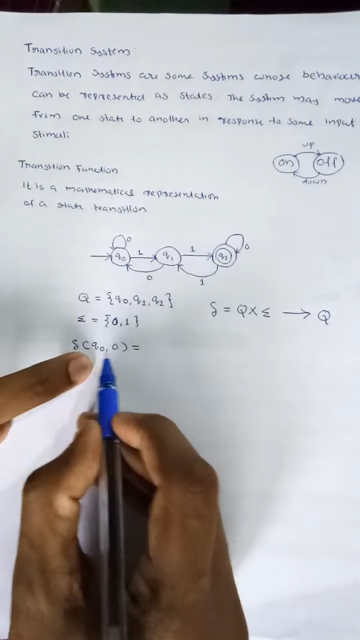 Transition System
Transition Systms are some Systms whose behaviour
can be represented as states The System may move
from one state to another in response to some input
stimuli
up
on off
down
Transition Function
It is a mathematical representation
of a state transition
0 0
q0 1 q1 1 q2
0 1
Q = {q0, q1, q2}
Σ = {0, 1}
δ = Q × Σ → Q
δ(q0, 0) =